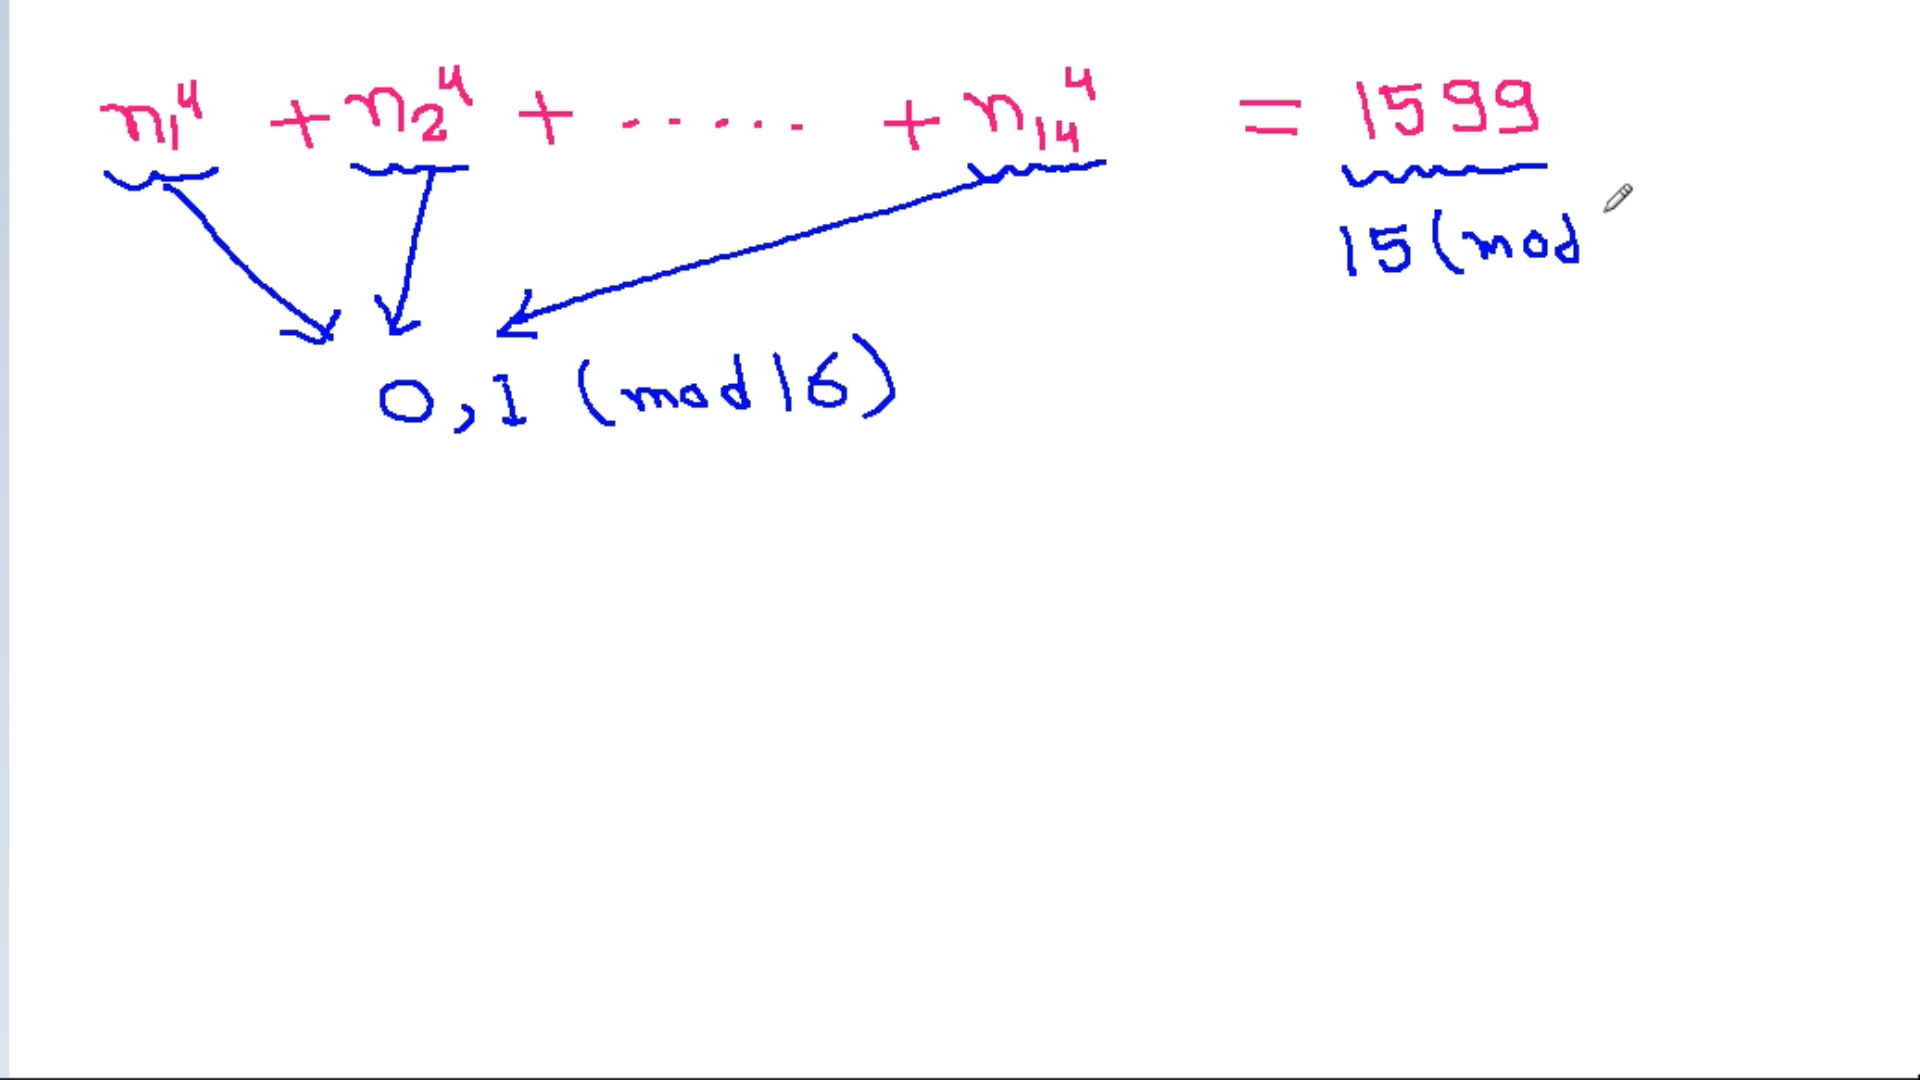 n₁⁴ + n₂⁴ + ..... + n₁₄⁴ = 1599
15 (mod
0, 1 (mod 16)